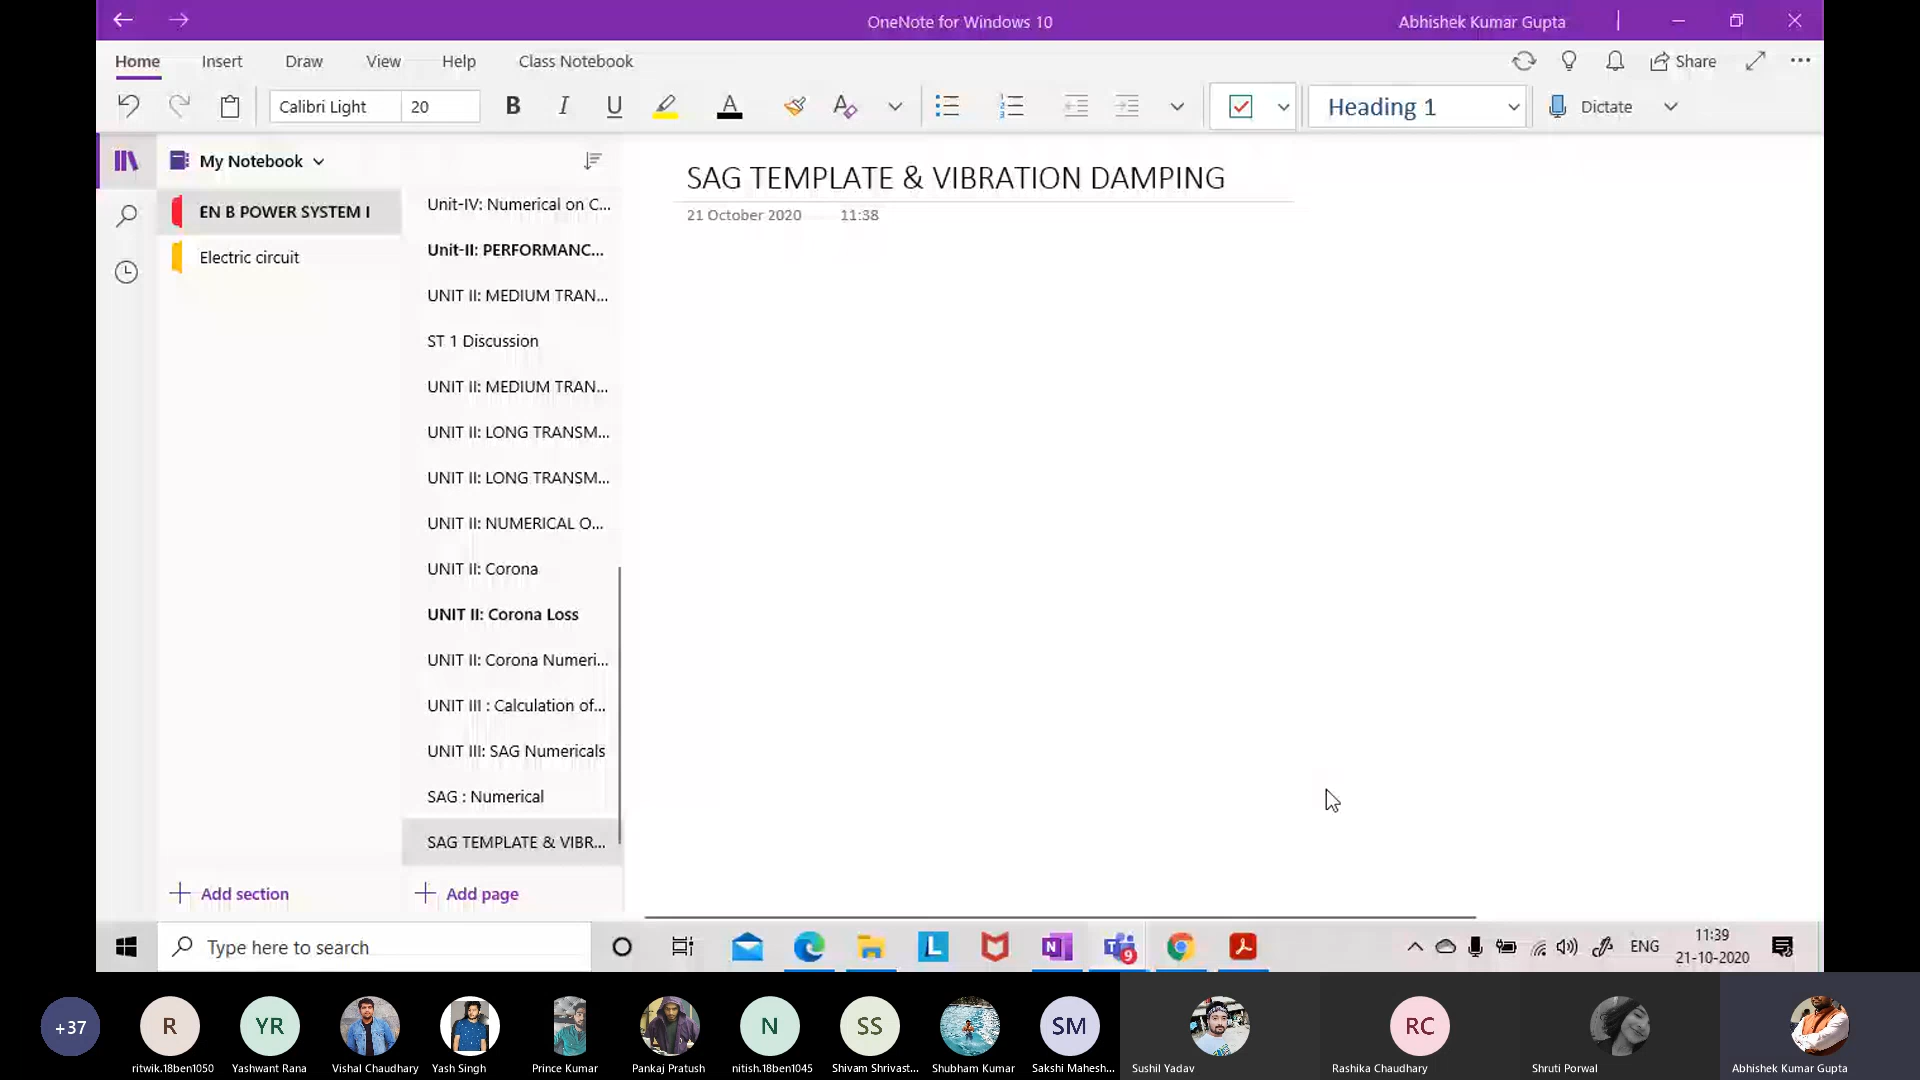 OneNote for Windows 10
Abhishek Kumar Gupta
Home Insert Draw View Help Class Notebook
Share
Calibri Light 20 B I U A Heading 1 Dictate
My Notebook
EN B POWER SYSTEM I
Electric circuit
Unit-IV: Numerical on C...
Unit-II: PERFORMANC...
UNIT II: MEDIUM TRAN...
ST 1 Discussion
UNIT II: MEDIUM TRAN...
UNIT II: LONG TRANSM...
UNIT II: LONG TRANSM...
UNIT II: NUMERICAL O...
UNIT II: Corona
UNIT II: Corona Loss
UNIT II: Corona Numeri...
UNIT III : Calculation of...
UNIT III: SAG Numericals
SAG : Numerical
SAG TEMPLATE & VIBR...
Add section
Add page
SAG TEMPLATE & VIBRATION DAMPING
21 October 2020 11:38
Type here to search
L
N
T
9
ENG
11:39
21-10-2020
+37
R
YR
N
SS
SM
RC
ritwik.18ben1050
Yashwant Rana
Vishal Chaudhary
Yash Singh
Prince Kumar
Pankaj Pratush
nitish.18ben1045
Shivam Shrivast...
Shubham Kumar
Sakshi Mahesh...
Sushil Yadav
Rashika Chaudhary
Shruti Porwal
Abhishek Kumar Gupta